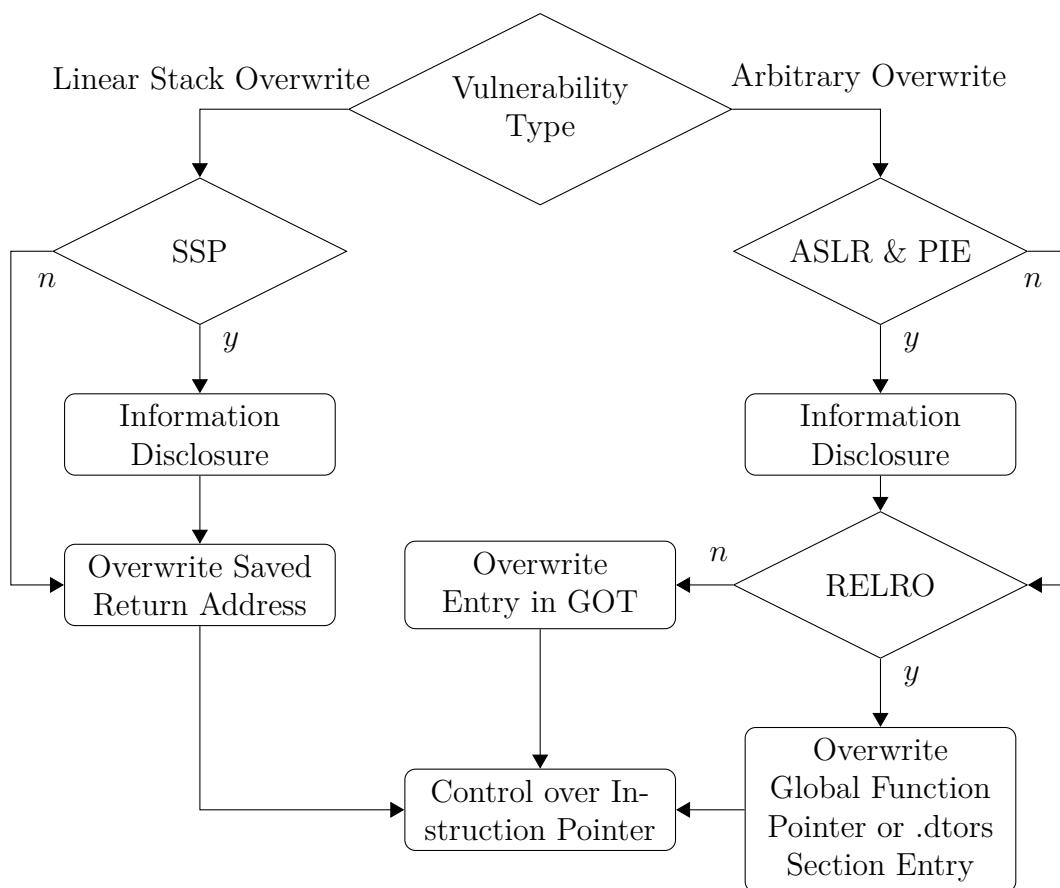 Linear Stack Overwrite
Vulnerability
Type
Arbitrary Overwrite
SSP
n
y
ASLR & PIE
n
y
Information
Disclosure
Information
Disclosure
Overwrite Saved
Return Address
Overwrite
Entry in GOT
n
RELRO
y
Control over In-
struction Pointer
Overwrite
Global Function
Pointer or .dtors
Section Entry